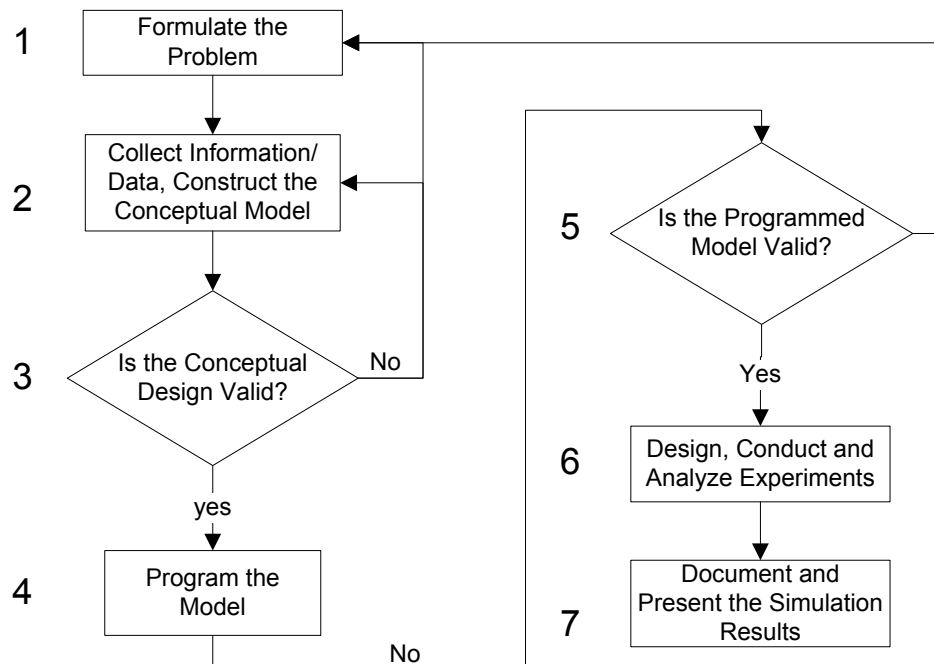 1
Formulate the
Problem
2
Collect Information/
Data, Construct the
Conceptual Model
3
Is the Conceptual
Design Valid?
No
yes
4
Program the
Model
No
5
Is the Programmed
Model Valid?
Yes
6
Design, Conduct and
Analyze Experiments
7
Document and
Present the Simulation
Results